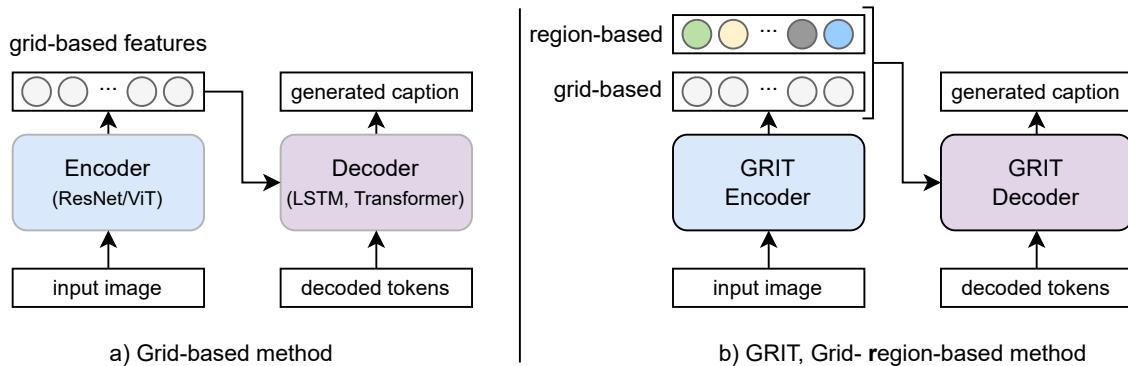 grid-based features
...
generated caption
Encoder
(ResNet/ViT)
Decoder
(LSTM, Transformer)
input image
decoded tokens
a) Grid-based method
region-based
...
grid-based
...
generated caption
GRIT
Encoder
GRIT
Decoder
input image
decoded tokens
b) GRIT, Grid- region-based method